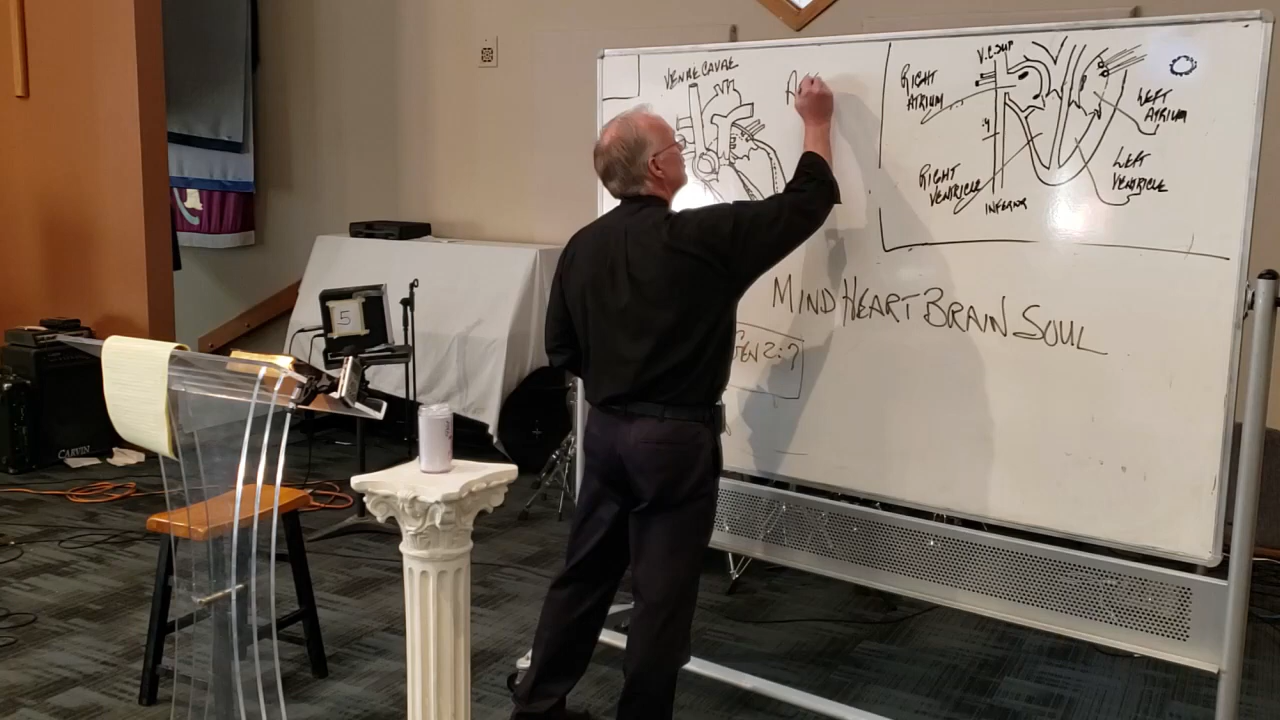 VENAE CAVAE
A
V.C. SUP
RIGHT
ATRIUM
LEFT
ATRIUM
RIGHT
VENTRICLE
LEFT
VENTRICLE
MIND HEART BRAIN SOUL
GEN 2:7
5
CARVIN